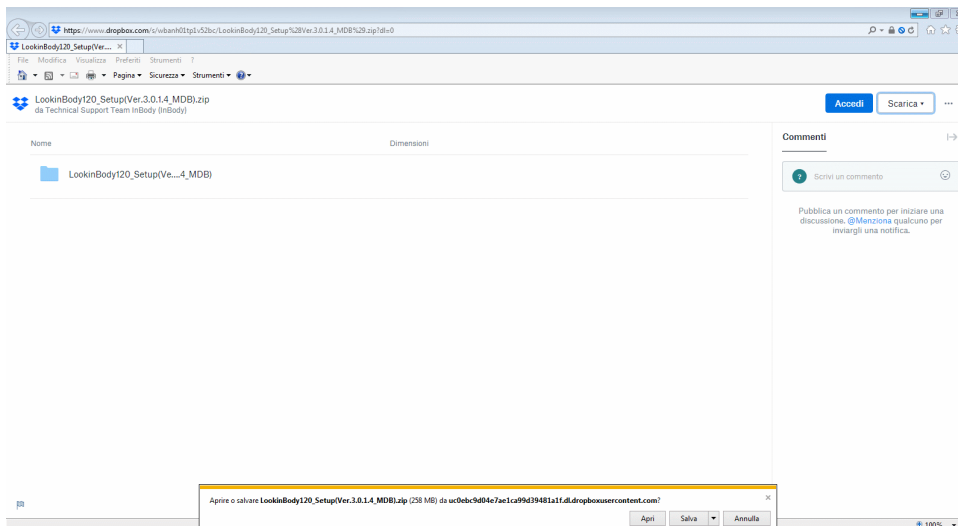 https://www.dropbox.com/s/wbanh01tp1v52bc/LookinBody120_Setup%28Ver.3.0.1.4_MDB%29.zip?dl=0
LookinBody120_Setup(Ver....
File Modifica Visualizza Preferiti Strumenti ?
Pagina Sicurezza Strumenti
LookinBody120_Setup(Ver.3.0.1.4_MDB).zip
da Technical Support Team InBody (InBody)
Accedi Scarica
Nome Dimensioni
Commenti
LookinBody120_Setup(Ve....4_MDB)
? Scrivi un commento
Pubblica un commento per iniziare una
discussione. @Menziona qualcuno per
inviargli una notifica.
Aprire o salvare LookinBody120_Setup(Ver.3.0.1.4_MDB).zip (258 MB) da uc0ebc9d04e7ae1ca99d39481a1f.dl.dropboxusercontent.com?
Apri Salva Annulla
100%